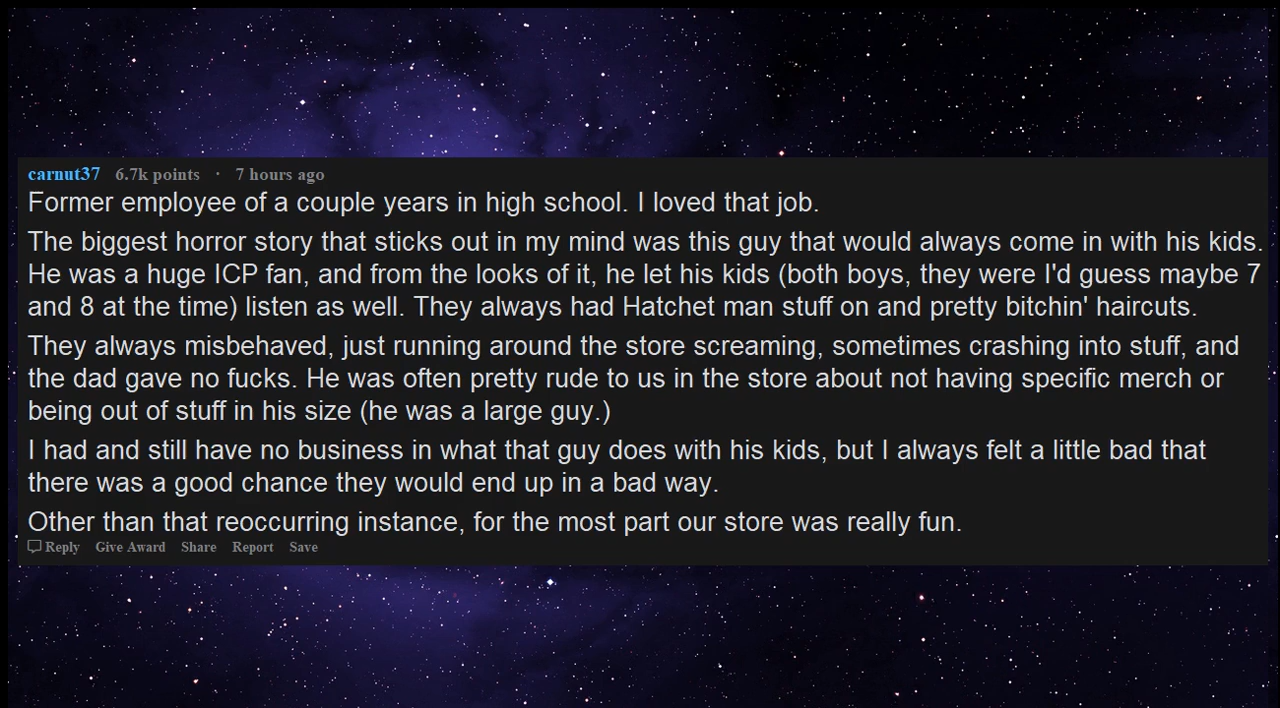 carnut37 6.7k points · 7 hours ago
Former employee of a couple years in high school. I loved that job.
The biggest horror story that sticks out in my mind was this guy that would always come in with his kids.
He was a huge ICP fan, and from the looks of it, he let his kids (both boys, they were I'd guess maybe 7
and 8 at the time) listen as well. They always had Hatchet man stuff on and pretty bitchin' haircuts.
They always misbehaved, just running around the store screaming, sometimes crashing into stuff, and
the dad gave no fucks. He was often pretty rude to us in the store about not having specific merch or
being out of stuff in his size (he was a large guy.)
I had and still have no business in what that guy does with his kids, but I always felt a little bad that
there was a good chance they would end up in a bad way.
Other than that reoccurring instance, for the most part our store was really fun.
Reply Give Award Share Report Save